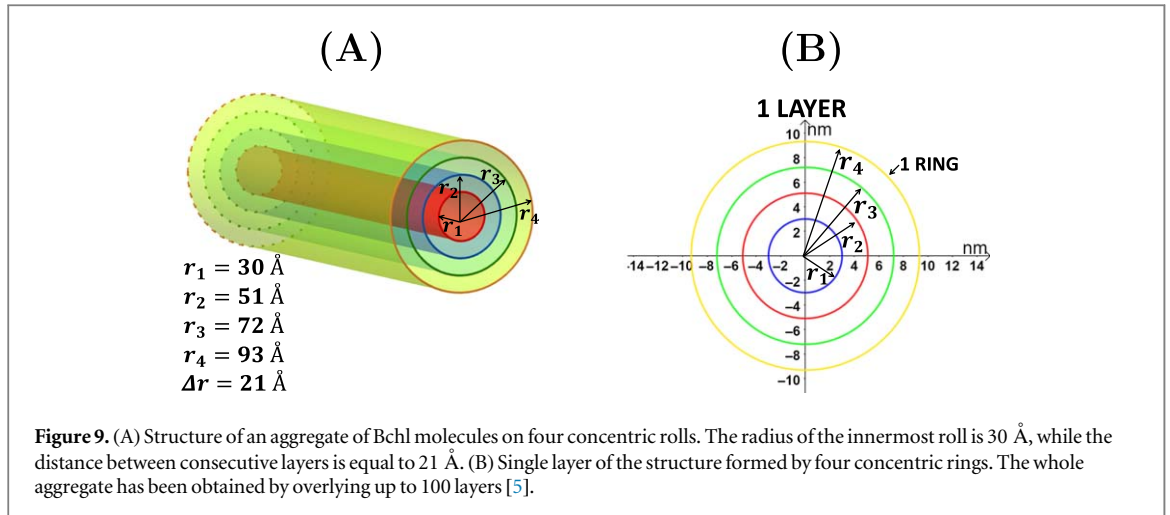 (A)
(B)
1 LAYER
nm
10
8
6
4
2
−2
−4
−6
−8
−10
-14 −12 −10 −8 −6 −4 −2 2 4 6 8 10 12 14
nm
r₁
r₂
r₃
r₄
1 RING
r₁
r₂
r₃
r₄
r₁ = 30 Å
r₂ = 51 Å
r₃ = 72 Å
r₄ = 93 Å
Δr = 21 Å
Figure 9. (A) Structure of an aggregate of Bchl molecules on four concentric rolls. The radius of the innermost roll is 30 Å, while the
distance between consecutive layers is equal to 21 Å. (B) Single layer of the structure formed by four concentric rings. The whole
aggregate has been obtained by overlying up to 100 layers [5].